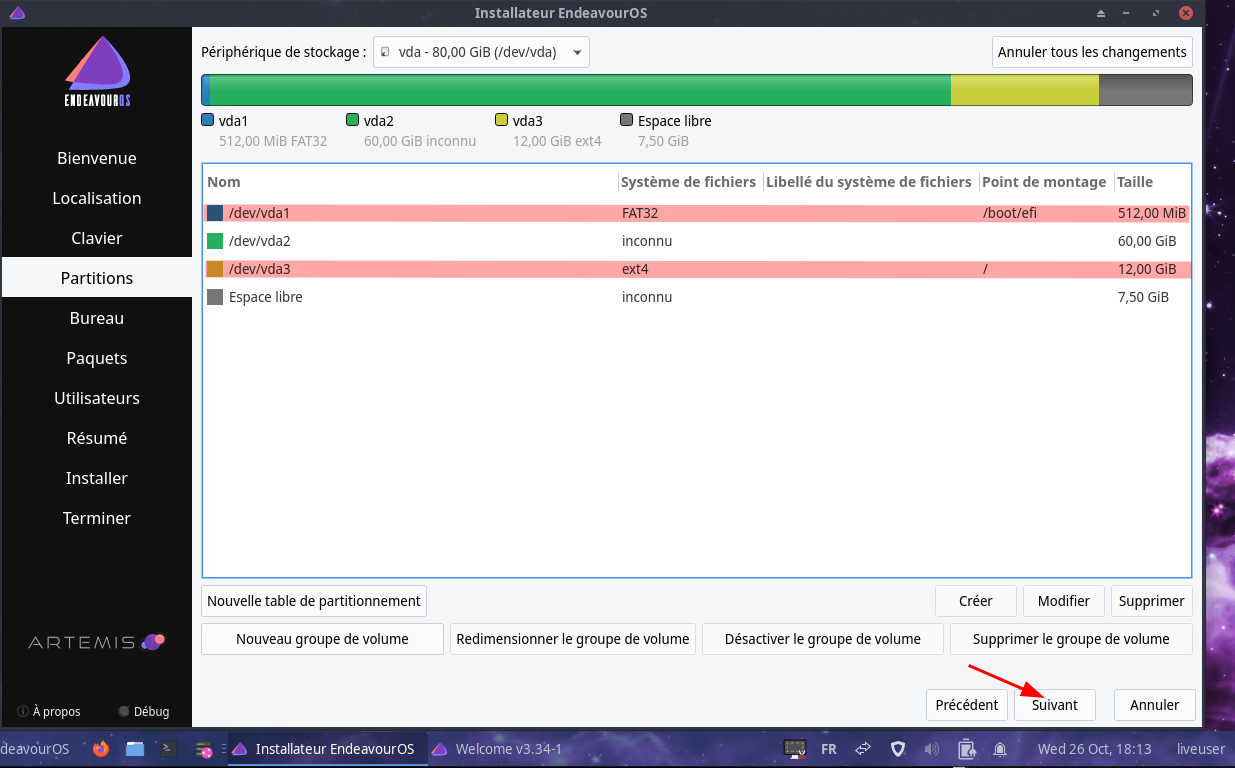 Installateur EndeavourOS
Périphérique de stockage : vda - 80,00 GiB (/dev/vda) Annuler tous les changements
ENDEAVOUROS
vda1 vda2 vda3 Espace libre
512,00 MiB FAT32 60,00 GiB inconnu 12,00 GiB ext4 7,50 GiB
Bienvenue
Localisation
Clavier
Partitions
Bureau
Paquets
Utilisateurs
Résumé
Installer
Terminer
Nom Système de fichiers Libellé du système de fichiers Point de montage Taille
/dev/vda1 FAT32 /boot/efi 512,00 MiB
/dev/vda2 inconnu 60,00 GiB
/dev/vda3 ext4 / 12,00 GiB
Espace libre inconnu 7,50 GiB
Nouvelle table de partitionnement Créer Modifier Supprimer
Nouveau groupe de volume Redimensionner le groupe de volume Désactiver le groupe de volume Supprimer le groupe de volume
ARTEMIS
À propos Débug
Précédent Suivant Annuler
deavourOS Installateur EndeavourOS Welcome v3.34-1 FR Wed 26 Oct, 18:13 liveuser